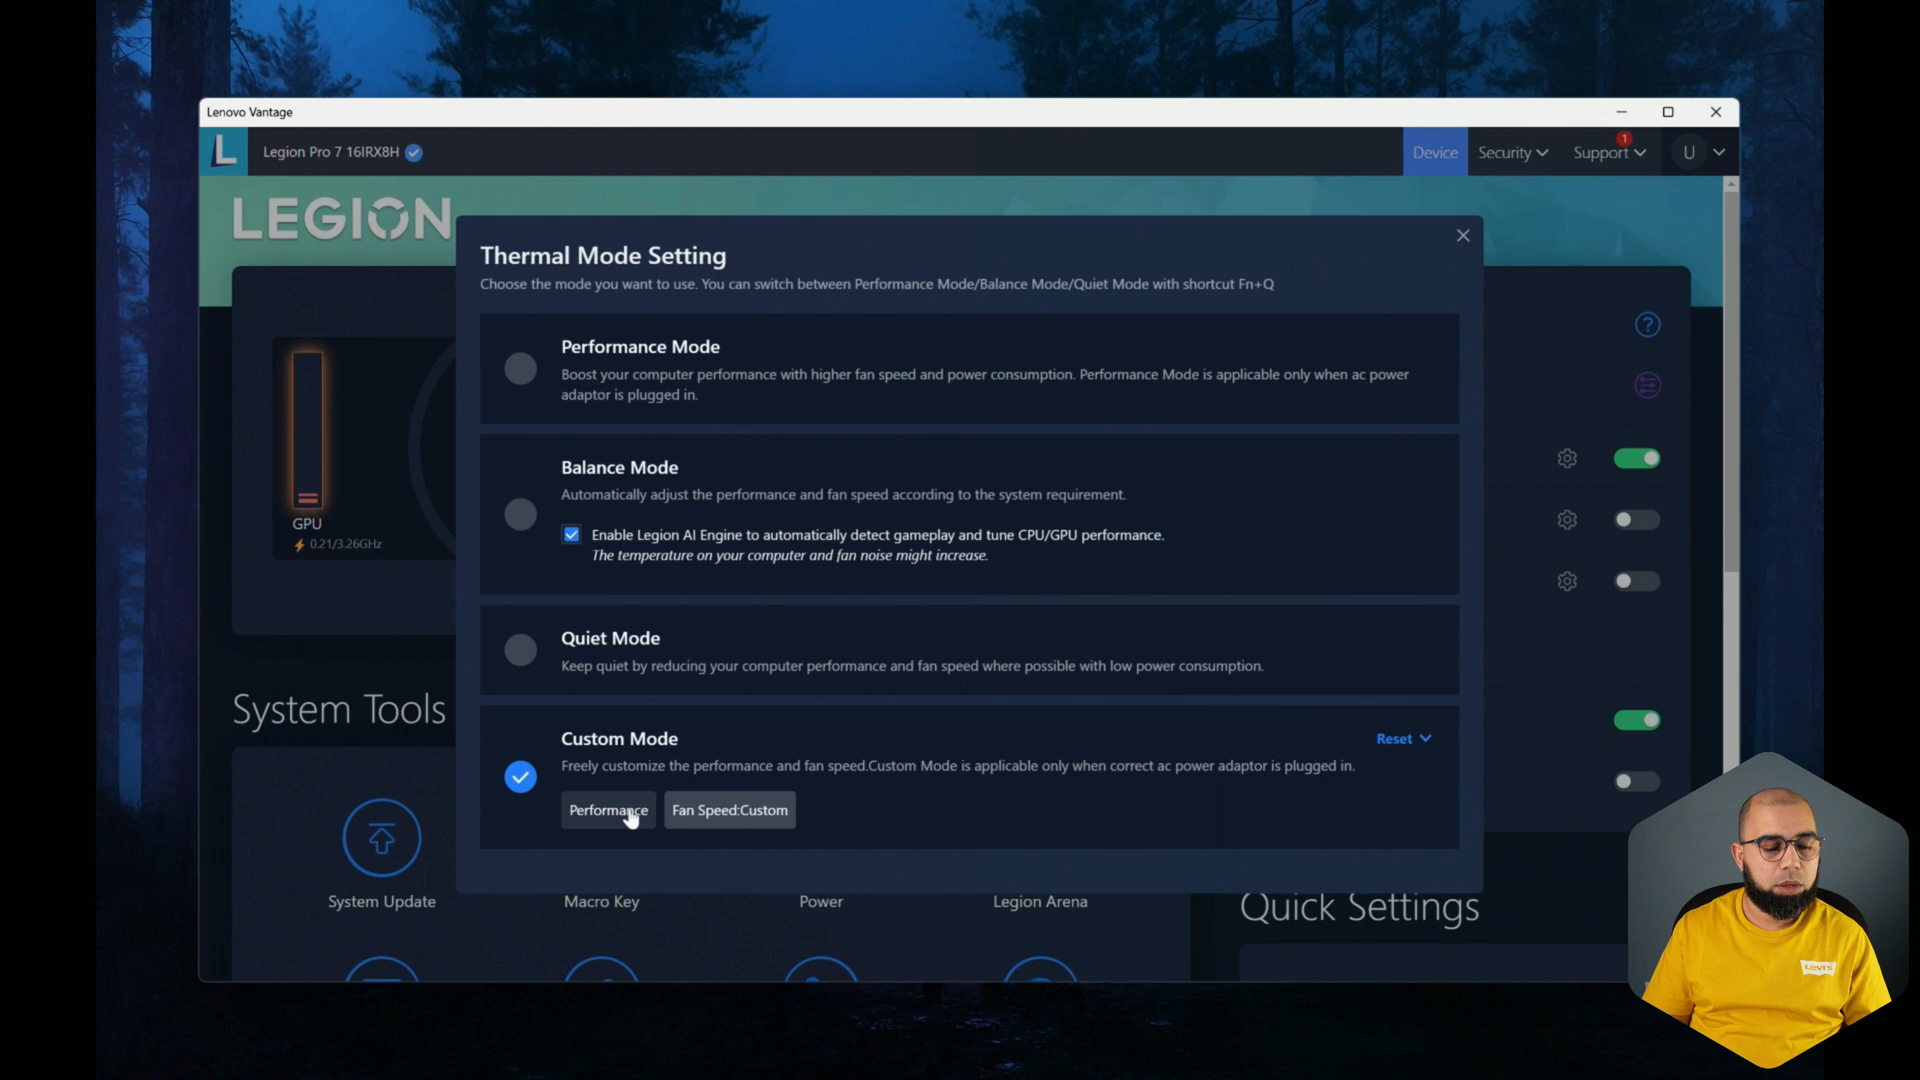 Lenovo Vantage
L
Legion Pro 7 16IRX8H
Device
Security
Support
1
U
LEGION
Thermal Mode Setting
Choose the mode you want to use. You can switch between Performance Mode/Balance Mode/Quiet Mode with shortcut Fn+Q
Performance Mode
Boost your computer performance with higher fan speed and power consumption. Performance Mode is applicable only when ac power
adaptor is plugged in.
Balance Mode
Automatically adjust the performance and fan speed according to the system requirement.
Enable Legion AI Engine to automatically detect gameplay and tune CPU/GPU performance.
The temperature on your computer and fan noise might increase.
Quiet Mode
Keep quiet by reducing your computer performance and fan speed where possible with low power consumption.
Custom Mode
Reset
Freely customize the performance and fan speed.Custom Mode is applicable only when correct ac power adaptor is plugged in.
Performance
Fan Speed:Custom
GPU
0.21/3.26GHz
?
System Tools
System Update
Macro Key
Power
Legion Arena
Quick Settings
Levi's